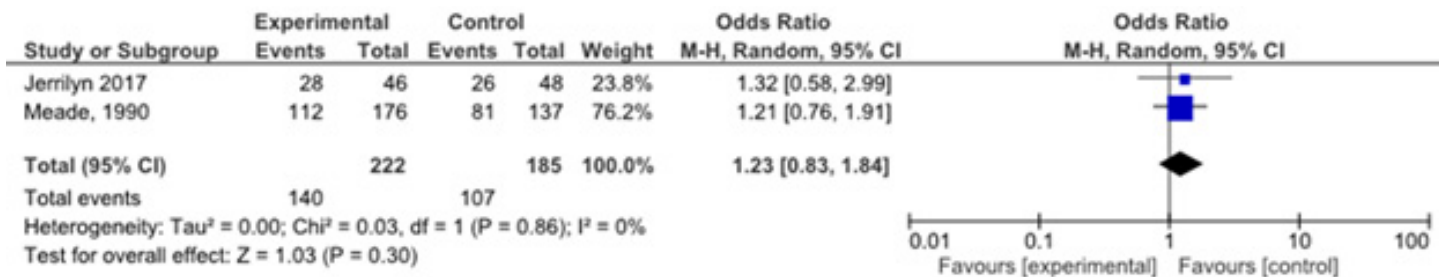 Experimental Control Odds Ratio Odds Ratio
Study or Subgroup Events Total Events Total Weight M-H, Random, 95% CI M-H, Random, 95% CI
Jerrilyn 2017 28 46 26 48 23.8% 1.32 [0.58, 2.99]
Meade, 1990 112 176 81 137 76.2% 1.21 [0.76, 1.91]
Total (95% CI) 222 185 100.0% 1.23 [0.83, 1.84]
Total events 140 107
Heterogeneity: Tau² = 0.00; Chi² = 0.03, df = 1 (P = 0.86); I² = 0%
Test for overall effect: Z = 1.03 (P = 0.30)
0.01 0.1 1 10 100
Favours [experimental] Favours [control]